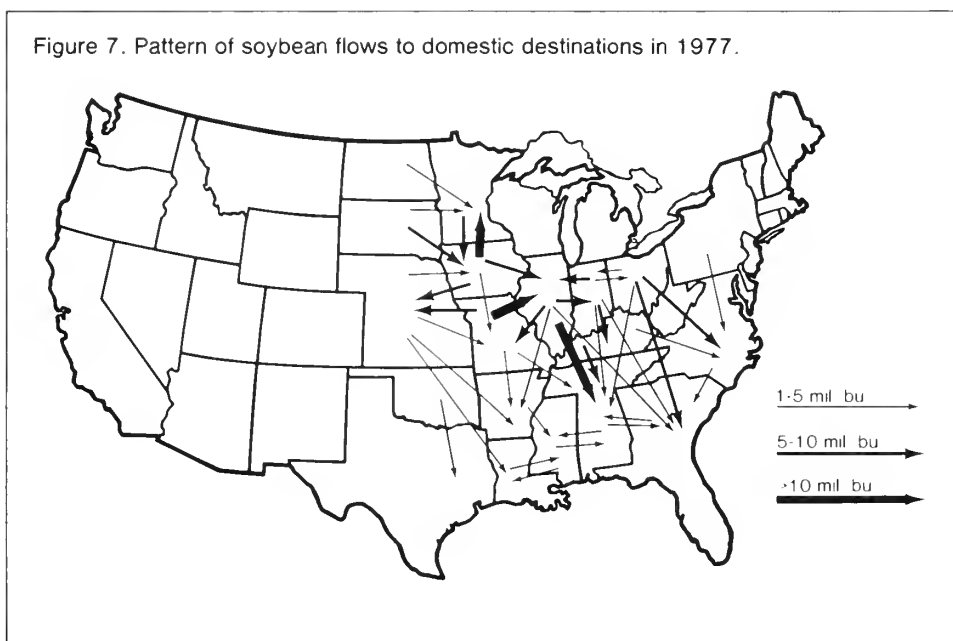 Figure 7. Pattern of soybean flows to domestic destinations in 1977.
1-5 mil bu
5-10 mil bu
>10 mil bu